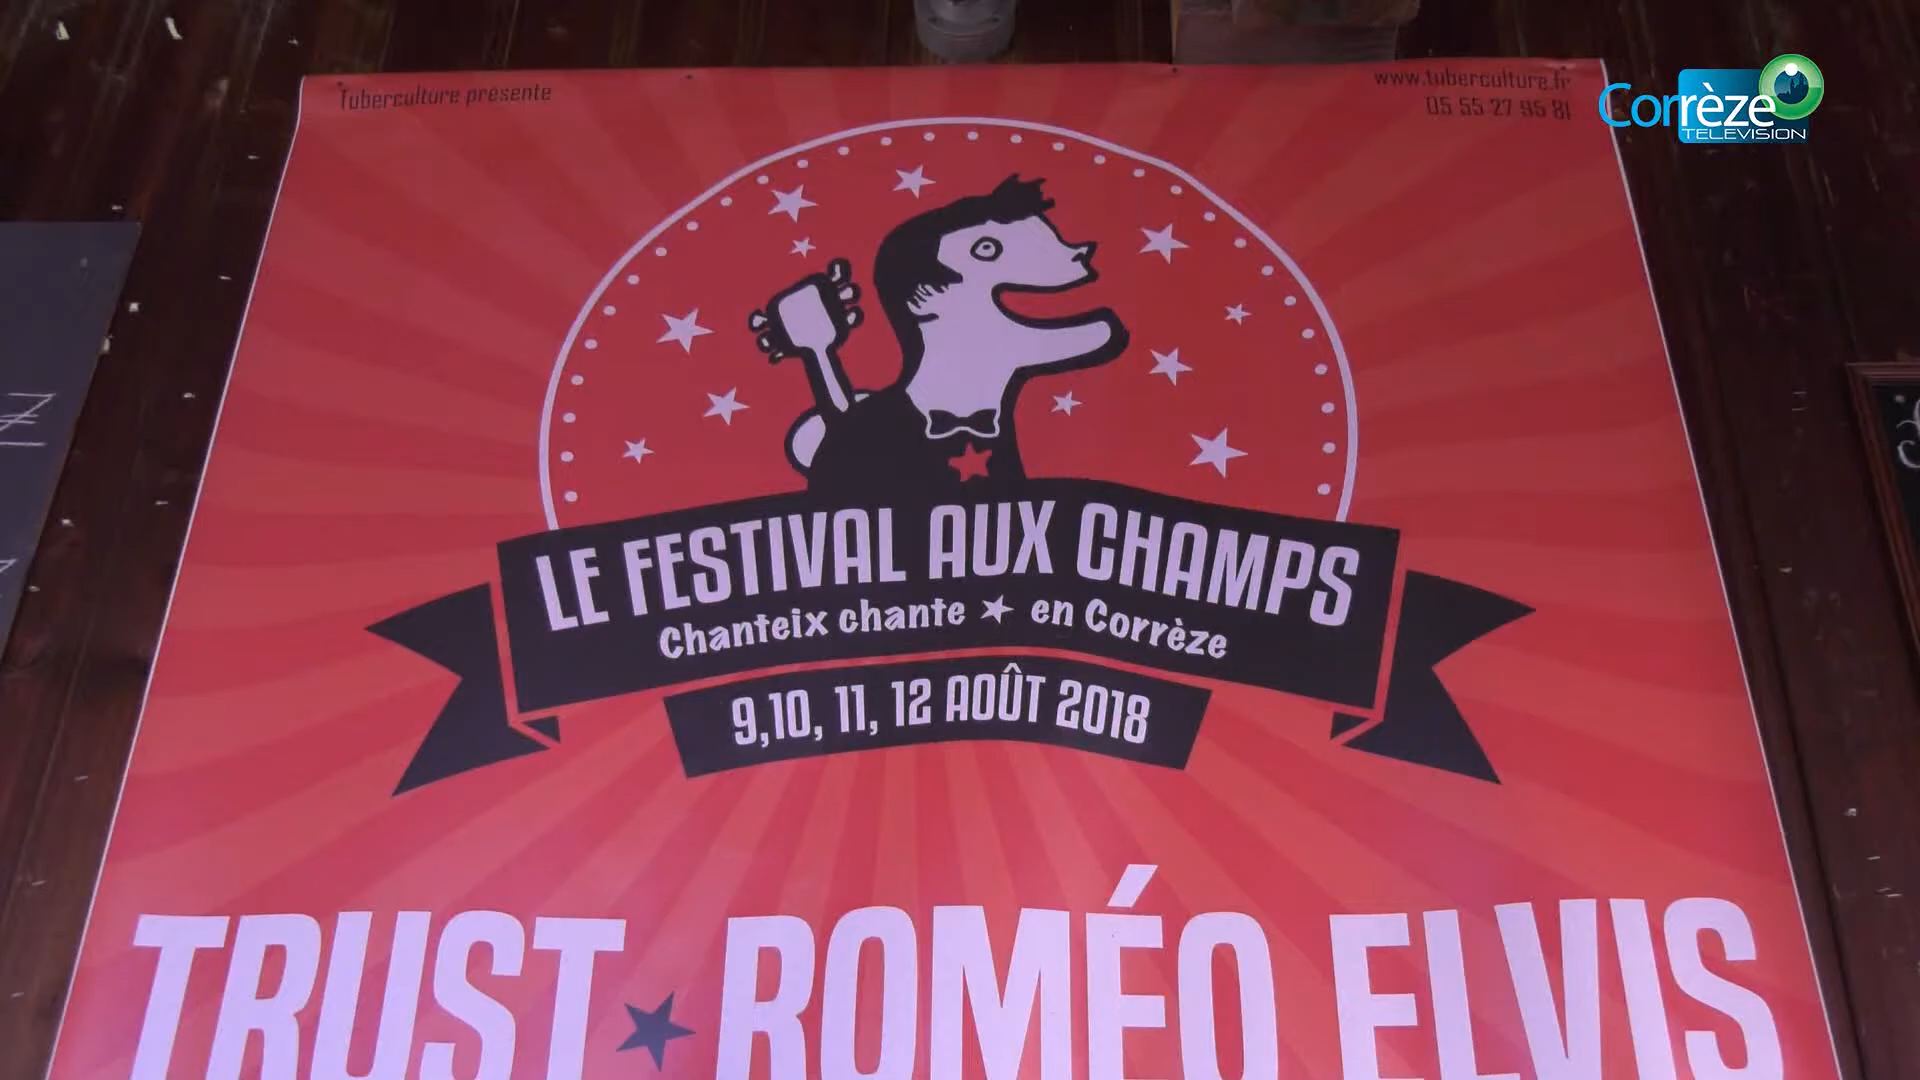 Tuberculture présente
www.tuberculture.fr
05 55 27 95 81
Corrèze
TELEVISION
LE FESTIVAL AUX CHAMPS
Chanteix chante ★ en Corrèze
9,10, 11, 12 AOÛT 2018
TRUST ★ ROMÉO ELVIS